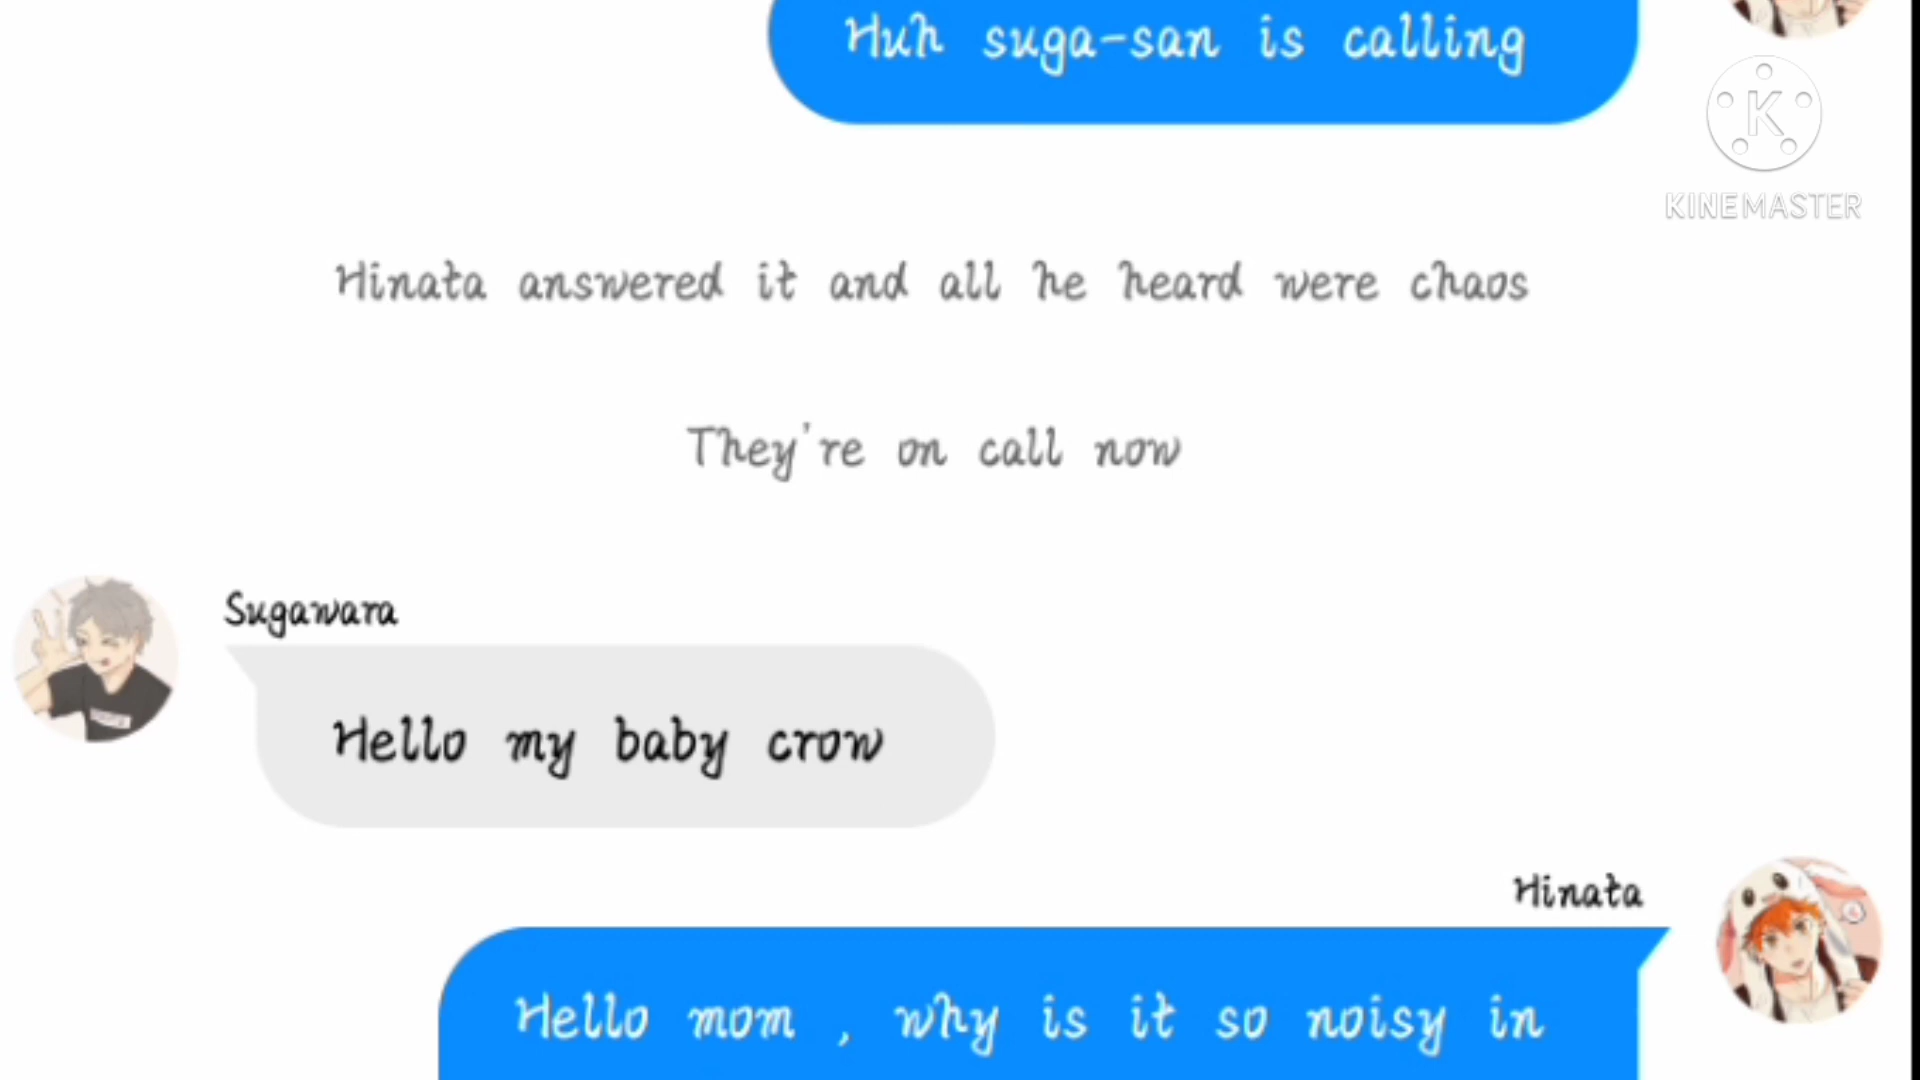 Huh suga-san is calling
K
KINEMASTER
Hinata answered it and all he heard were chaos
They're on call now
Sugawara
Hello my baby crow
Hinata
Hello mom , why is it so noisy in